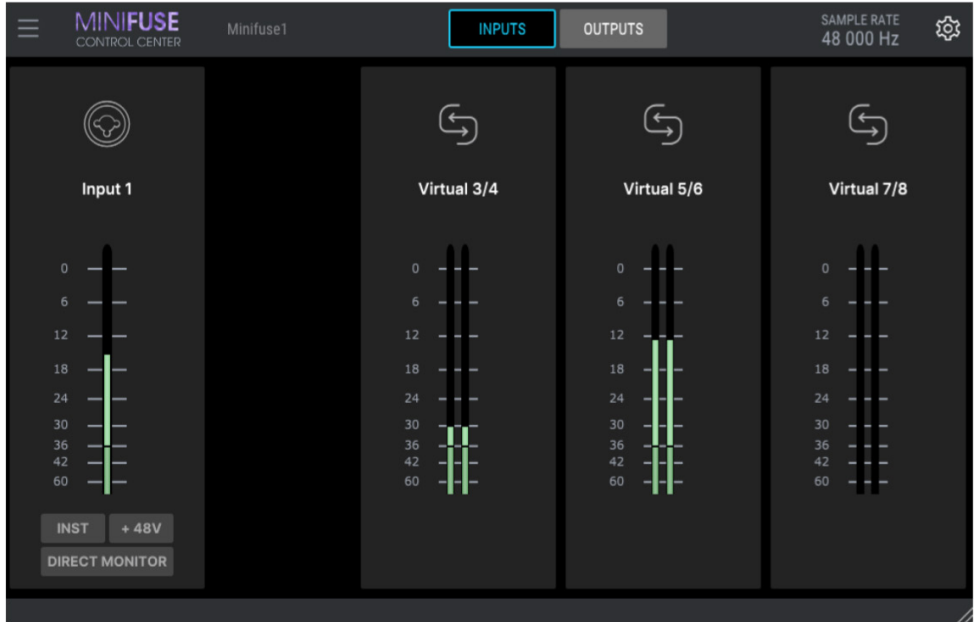 MINIFUSE
CONTROL CENTER
Minifuse1
INPUTS
OUTPUTS
SAMPLE RATE
48 000 Hz
Input 1
0
6
12
18
24
30
36
42
60
INST
+ 48V
DIRECT MONITOR
Virtual 3/4
0
6
12
18
24
30
36
42
60
Virtual 5/6
0
6
12
18
24
30
36
42
60
Virtual 7/8
0
6
12
18
24
30
36
42
60